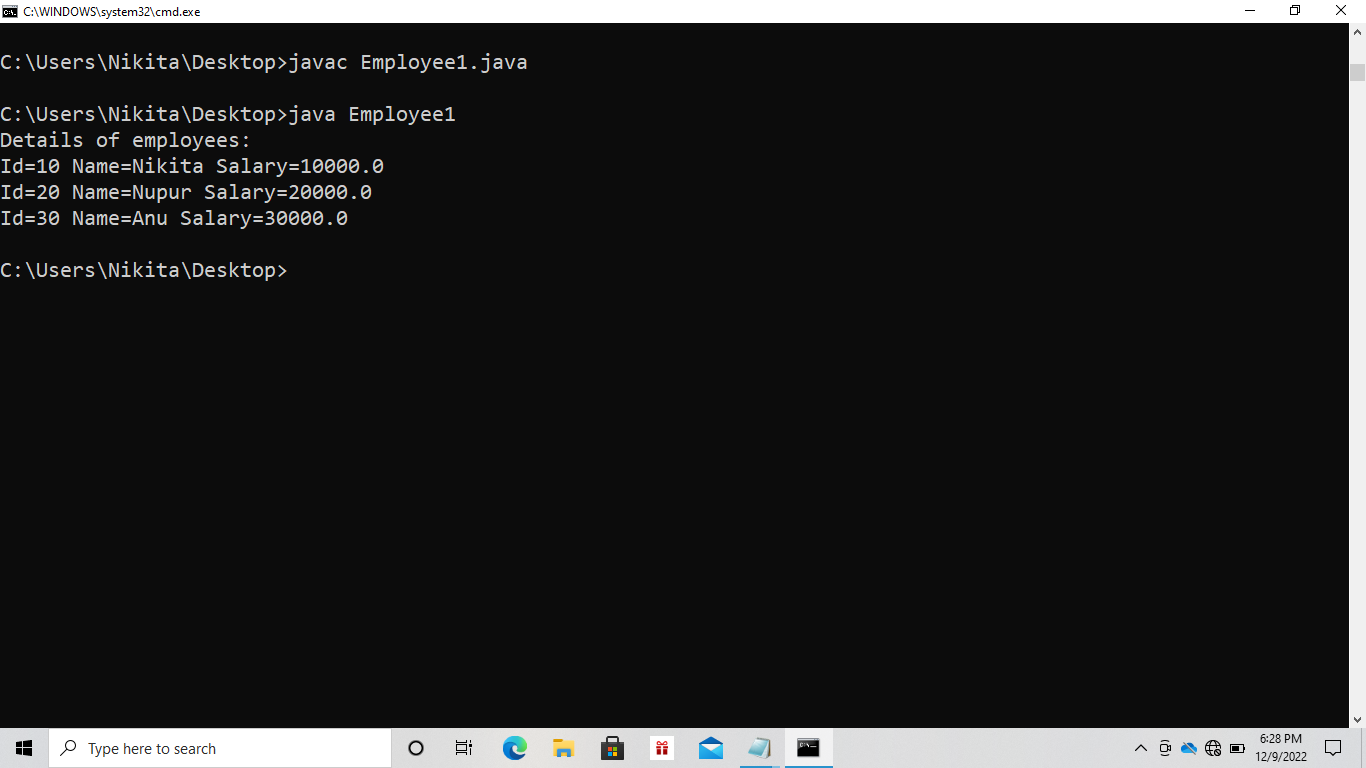 C:\WINDOWS\system32\cmd.exe
C:\Users\Nikita\Desktop>javac Employee1.java
C:\Users\Nikita\Desktop>java Employee1
Details of employees:
Id=10 Name=Nikita Salary=10000.0
Id=20 Name=Nupur Salary=20000.0
Id=30 Name=Anu Salary=30000.0
C:\Users\Nikita\Desktop>
Type here to search
6:28 PM
12/9/2022